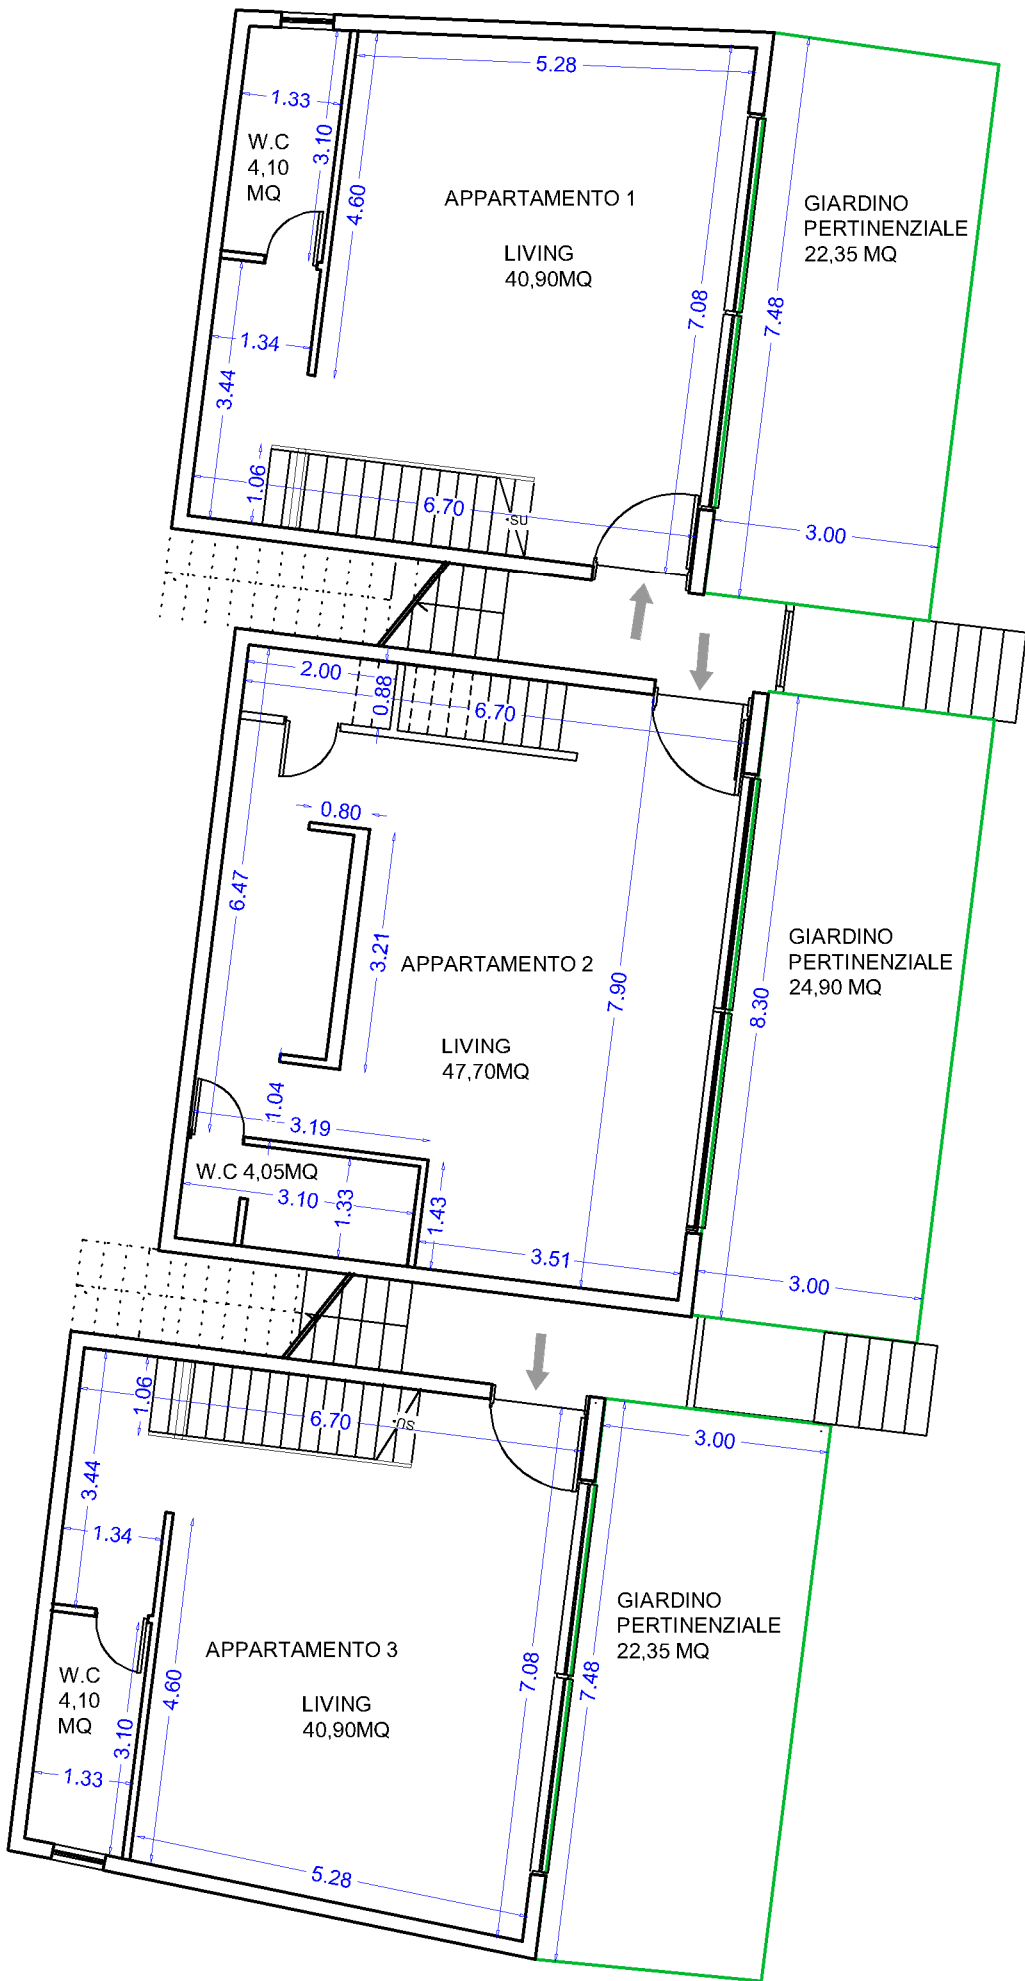 5.28
1.33
3.10
W.C
4,10
MQ
4.60
APPARTAMENTO 1
LIVING
40,90MQ
GIARDINO
PERTINENZIALE
22,35 MQ
7.08
7.48
1.34
3.44
1.06
6.70
SU
3.00
2.00
0.88
6.70
0.80
6.47
3.21
APPARTAMENTO 2
7.90
GIARDINO
PERTINENZIALE
24,90 MQ
8.30
LIVING
47,70MQ
1.04
3.19
W.C 4,05MQ
3.10
1.33
1.43
3.51
3.00
1.06
6.70
SU
3.00
3.44
1.34
GIARDINO
PERTINENZIALE
22,35 MQ
APPARTAMENTO 3
7.08
7.48
W.C
4,10
MQ
4.60
LIVING
40,90MQ
3.10
1.33
5.28